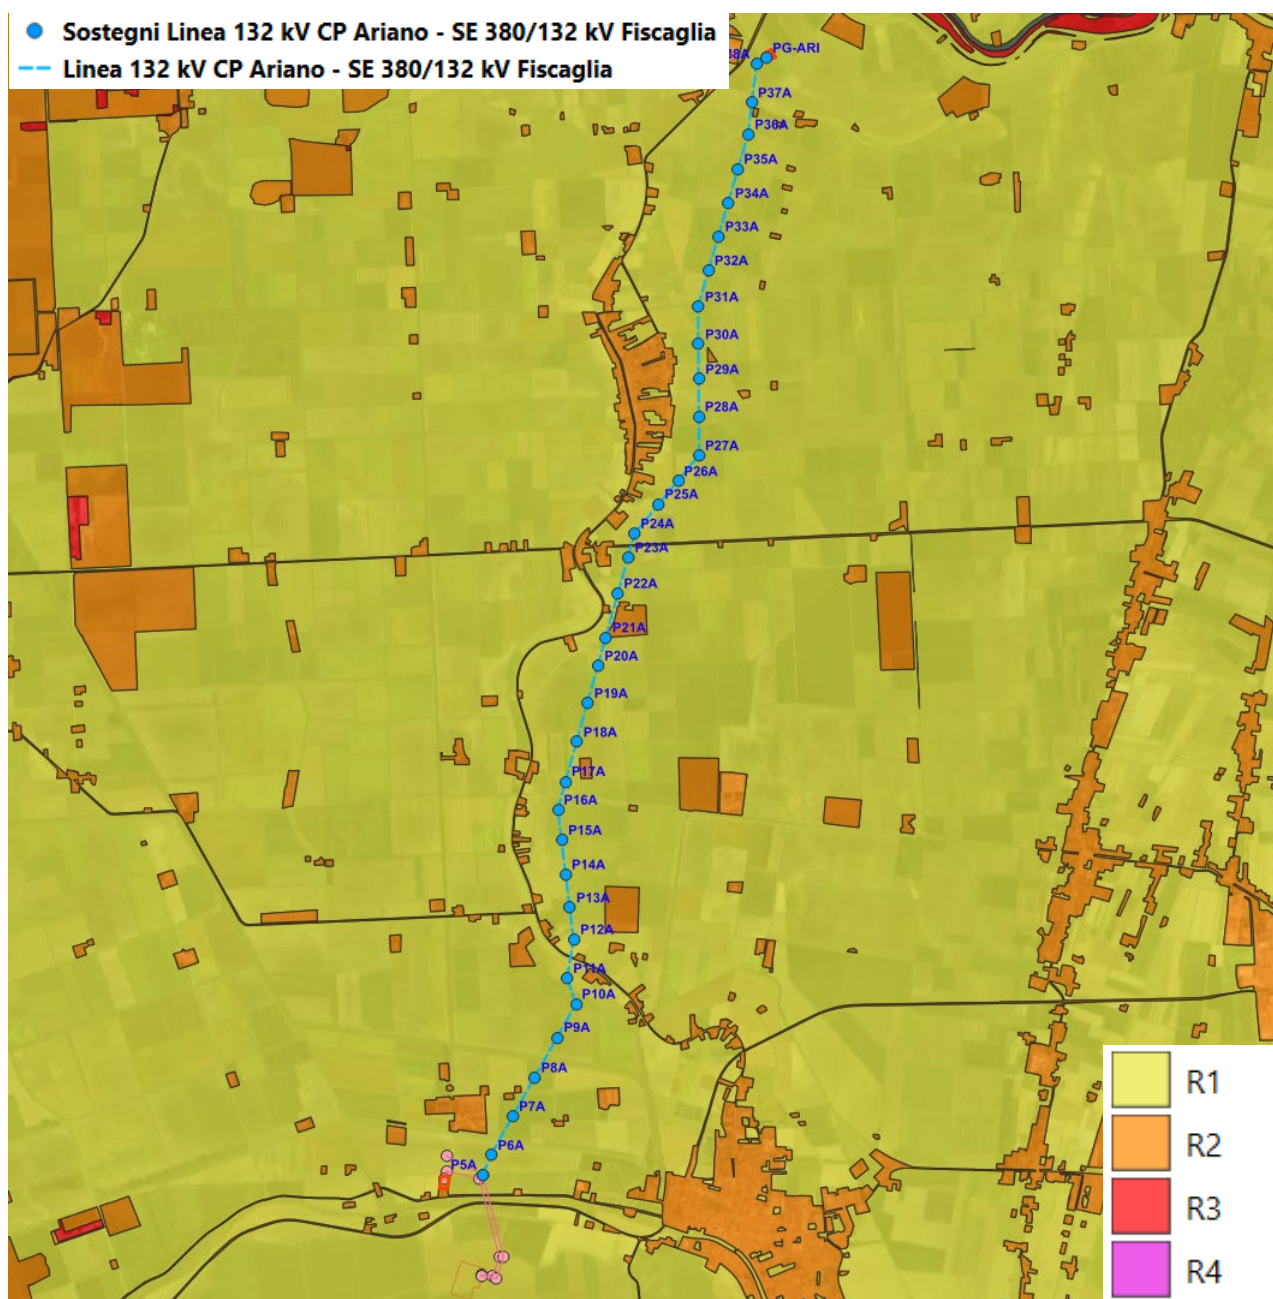 Sostegni Linea 132 kV CP Ariano - SE 380/132 kV Fiscaglia
Linea 132 kV CP Ariano - SE 380/132 kV Fiscaglia
PG-ARI
38A
P37A
P36A
P35A
P34A
P33A
P32A
P31A
P30A
P29A
P28A
P27A
P26A
P25A
P24A
P23A
P22A
P21A
P20A
P19A
P18A
P17A
P16A
P15A
P14A
P13A
P12A
P11A
P10A
P9A
P8A
P7A
P6A
P5A
R1
R2
R3
R4